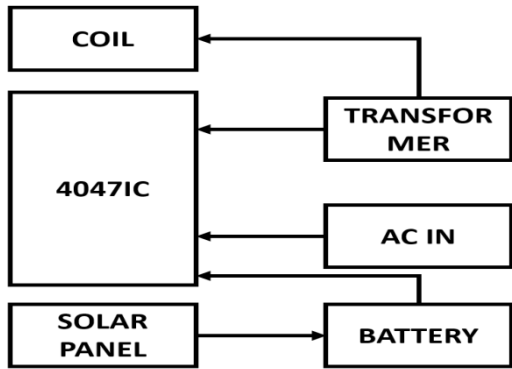 COIL
TRANSFOR
MER
4047IC
AC IN
SOLAR
PANEL
BATTERY